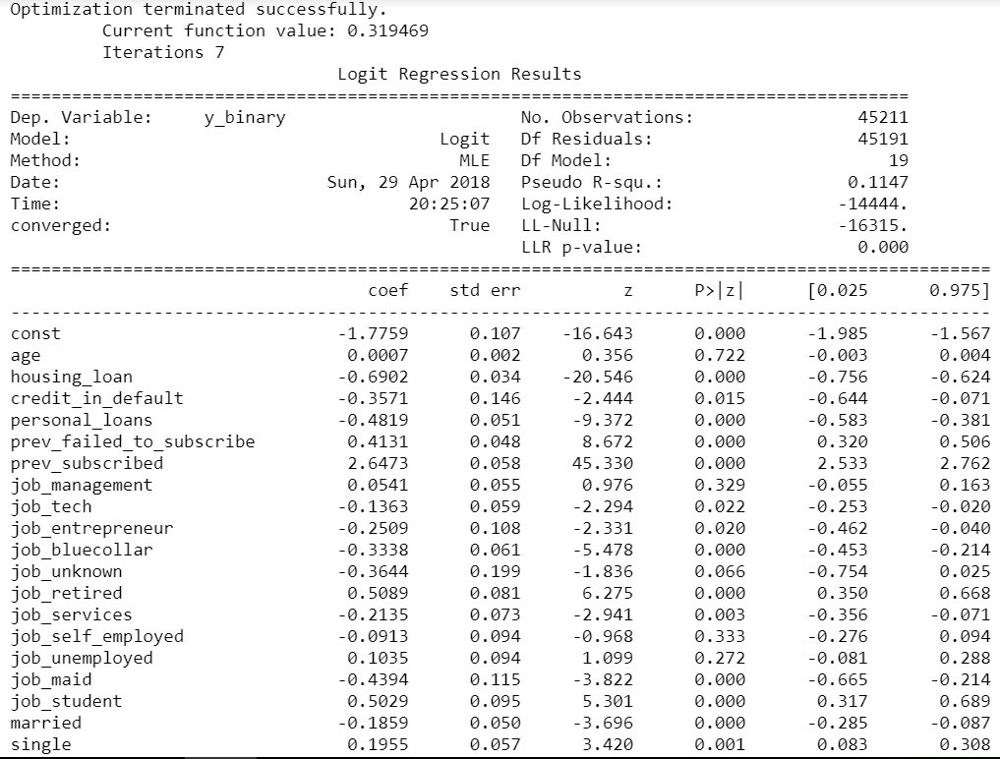 Optimization terminated successfully.
Current function value: 0.319469
Iterations 7
Logit Regression Results
==============================================================================
Dep. Variable: y_binary No. Observations: 45211
Model: Logit Df Residuals: 45191
Method: MLE Df Model: 19
Date: Sun, 29 Apr 2018 Pseudo R-squ.: 0.1147
Time: 20:25:07 Log-Likelihood: -14444.
converged: True LL-Null: -16315.
LLR p-value: 0.000
==============================================================================
coef std err z P>|z| [0.025 0.975]
------------------------------------------------------------------------------
const -1.7759 0.107 -16.643 0.000 -1.985 -1.567
age 0.0007 0.002 0.356 0.722 -0.003 0.004
housing_loan -0.6902 0.034 -20.546 0.000 -0.756 -0.624
credit_in_default -0.3571 0.146 -2.444 0.015 -0.644 -0.071
personal_loans -0.4819 0.051 -9.372 0.000 -0.583 -0.381
prev_failed_to_subscribe 0.4131 0.048 8.672 0.000 0.320 0.506
prev_subscribed 2.6473 0.058 45.330 0.000 2.533 2.762
job_management 0.0541 0.055 0.976 0.329 -0.055 0.163
job_tech -0.1363 0.059 -2.294 0.022 -0.253 -0.020
job_entrepreneur -0.2509 0.108 -2.331 0.020 -0.462 -0.040
job_bluecollar -0.3338 0.061 -5.478 0.000 -0.453 -0.214
job_unknown -0.3644 0.199 -1.836 0.066 -0.754 0.025
job_retired 0.5089 0.081 6.275 0.000 0.350 0.668
job_services -0.2135 0.073 -2.941 0.003 -0.356 -0.071
job_self_employed -0.0913 0.094 -0.968 0.333 -0.276 0.094
job_unemployed 0.1035 0.094 1.099 0.272 -0.081 0.288
job_maid -0.4394 0.115 -3.822 0.000 -0.665 -0.214
job_student 0.5029 0.095 5.301 0.000 0.317 0.689
married -0.1859 0.050 -3.696 0.000 -0.285 -0.087
single 0.1955 0.057 3.420 0.001 0.083 0.308